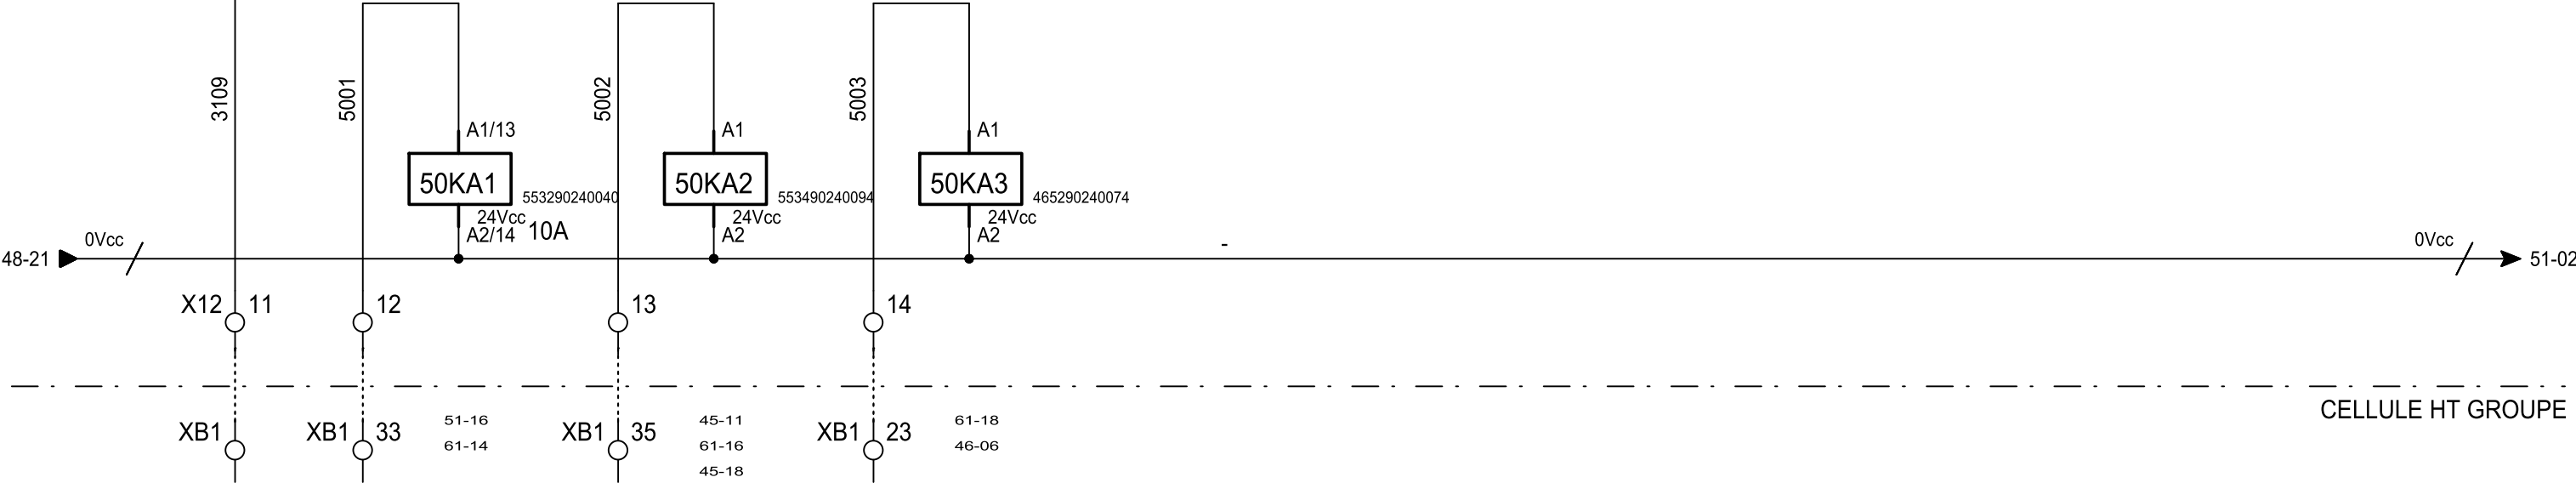 3109
5001
5002
5003
A1/13
A1
A1
50KA1
50KA2
50KA3
553290240040
553490240094
465290240074
24Vcc
24Vcc
24Vcc
A2/14
10A
A2
A2
-
0Vcc
0Vcc
48-21
51-02
X12
11
12
13
14
CELLULE HT GROUPE
XB1
XB1
33
XB1
35
XB1
23
51-16
61-14
45-11
61-16
45-18
61-18
46-06